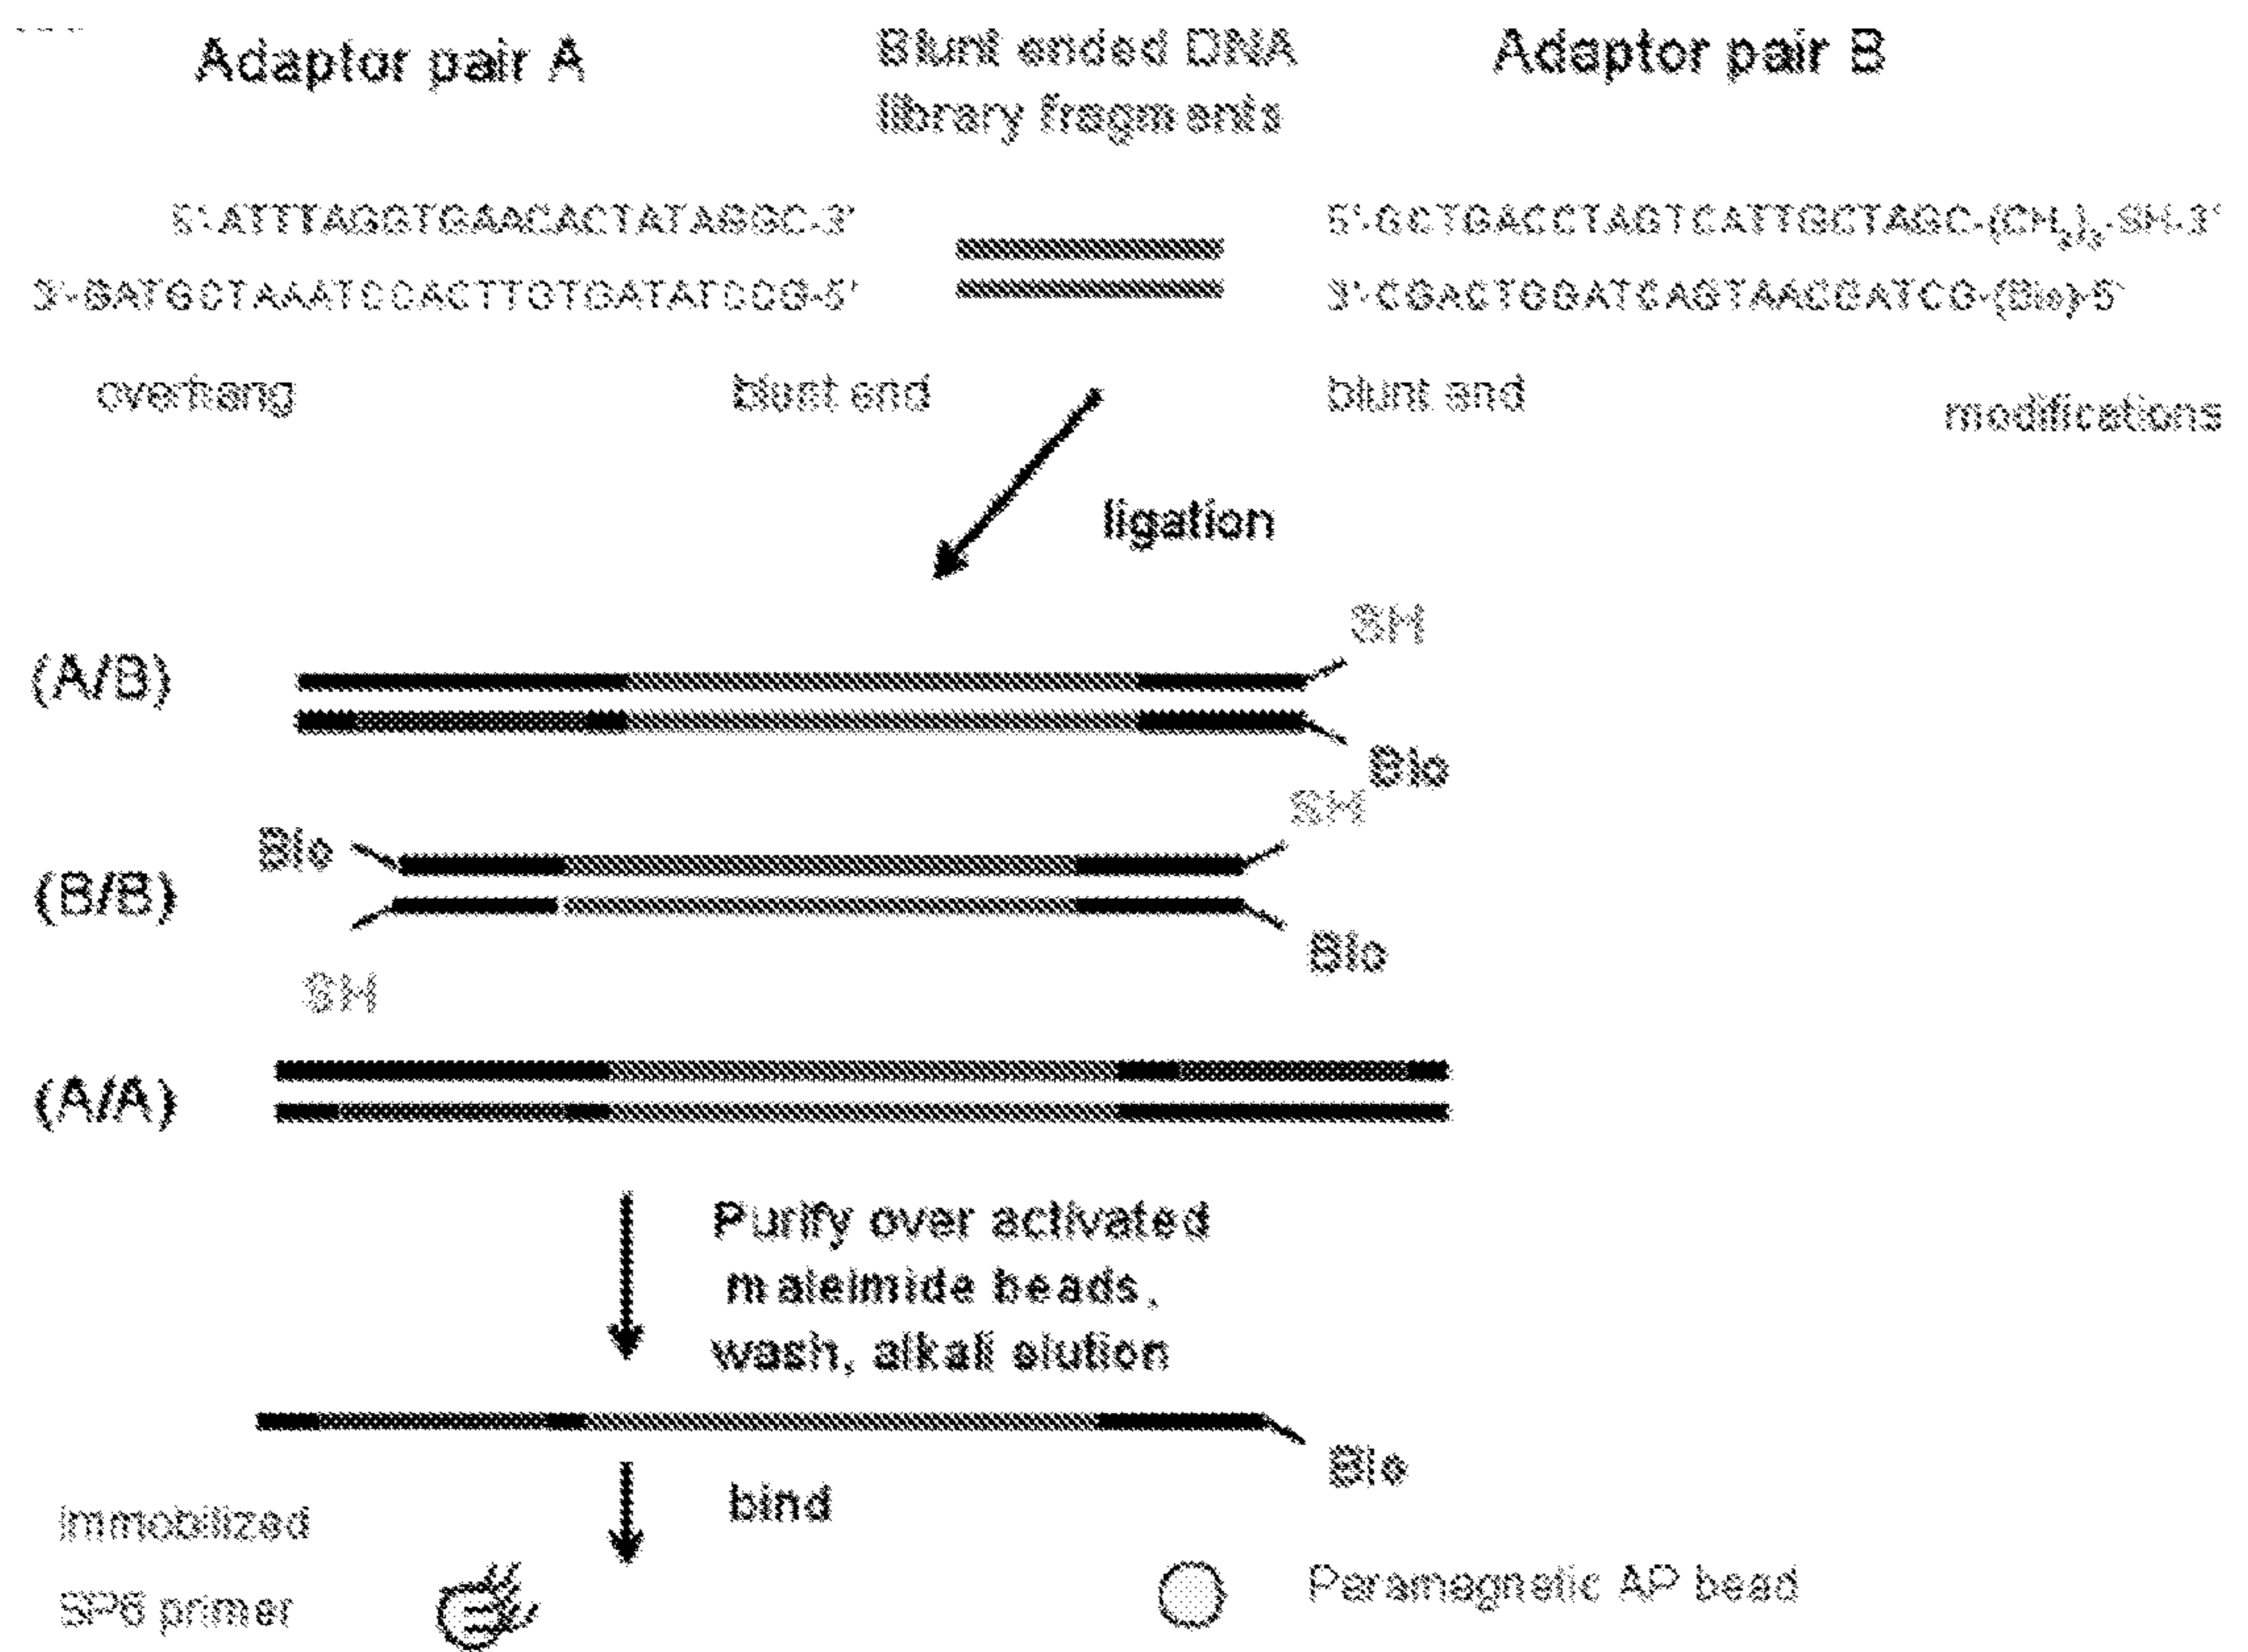 Adaptor pair A
Blunt ended DNA
library fragments
Adaptor pair B
5'-ATTTAGGTGAACACTATAGGC-3'
3'-GATGCTAAATCCACTTGTGATATCCG-5'
5'-GCTGACCTAGTCATTGCTAGC-(CH2)3-SH-3'
3'-CGACTGGATCAGTAACGATCG-(Bio)-5'
overhang
blunt end
blunt end
modifications
ligation
(A/B)
SH
Bio
(B/B)
Bio
SH
SH
Bio
(A/A)
Purify over activated
maleimide beads,
wash, alkali elution
Bio
bind
Immobilized
SP6 primer
Paramagnetic AP bead